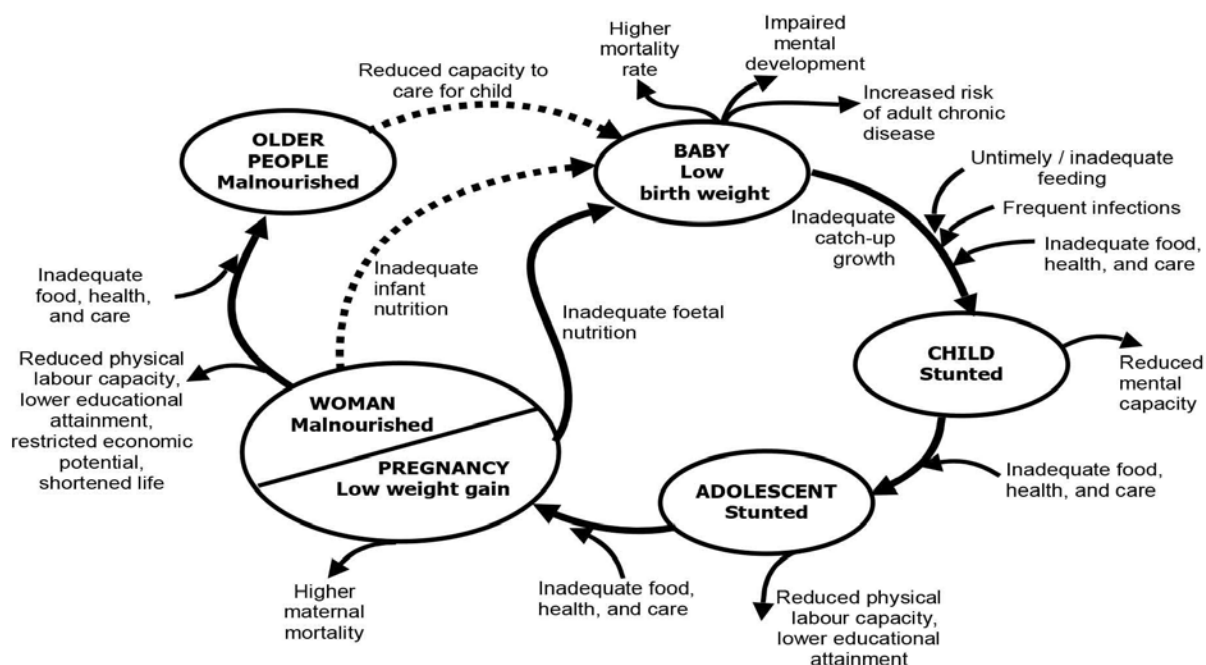 Higher
mortality
rate
Impaired
mental
development
Increased risk
of adult chronic
disease
Reduced capacity to
care for child
OLDER
PEOPLE
Malnourished
BABY
Low
birth weight
Untimely / inadequate
feeding
Frequent infections
Inadequate food,
health, and care
Inadequate
catch-up
growth
Inadequate
food, health,
and care
Inadequate
infant
nutrition
Inadequate foetal
nutrition
CHILD
Stunted
Reduced
mental
capacity
Reduced physical
labour capacity,
lower educational
attainment,
restricted economic
potential,
shortened life
WOMAN
Malnourished
PREGNANCY
Low weight gain
ADOLESCENT
Stunted
Inadequate food,
health, and care
Higher
maternal
mortality
Inadequate food,
health, and care
Reduced physical
labour capacity,
lower educational
attainment